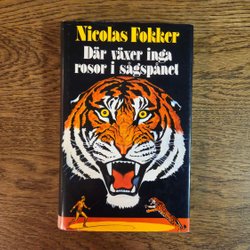 Nicolas Fokker
Där växer inga
rosor i sågspånet